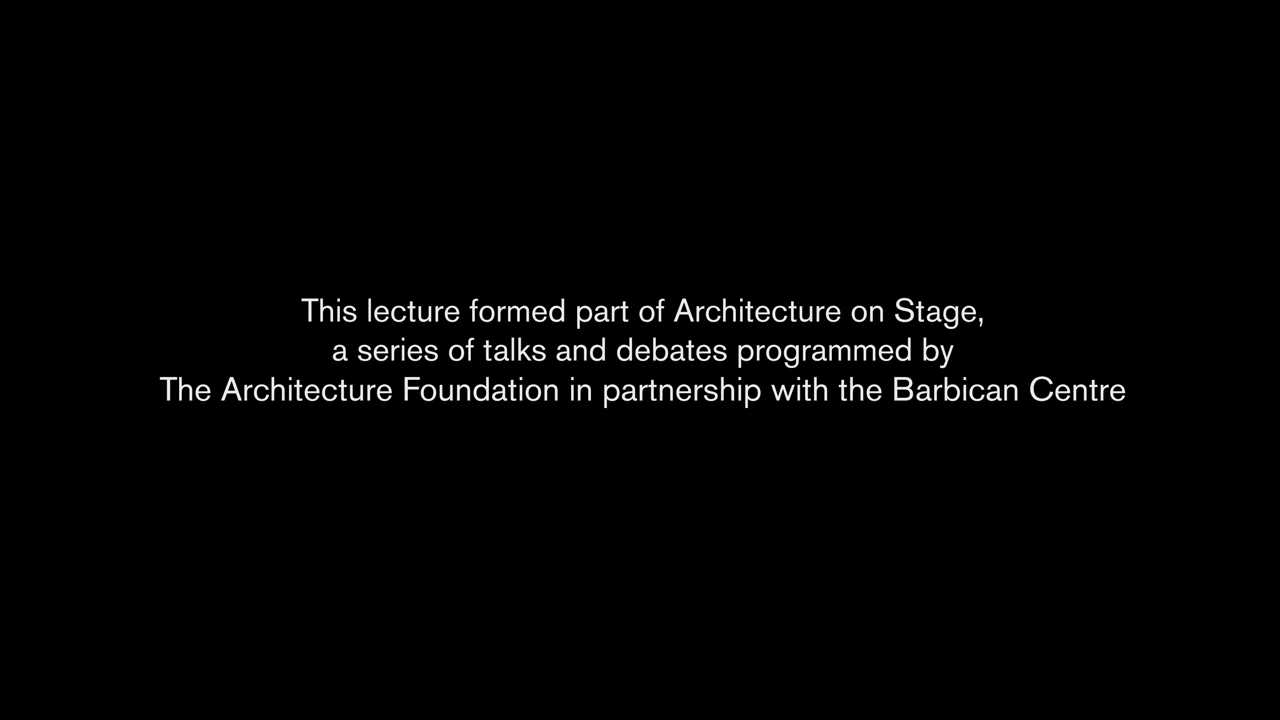 This lecture formed part of Architecture on Stage,
a series of talks and debates programmed by
The Architecture Foundation in partnership with the Barbican Centre